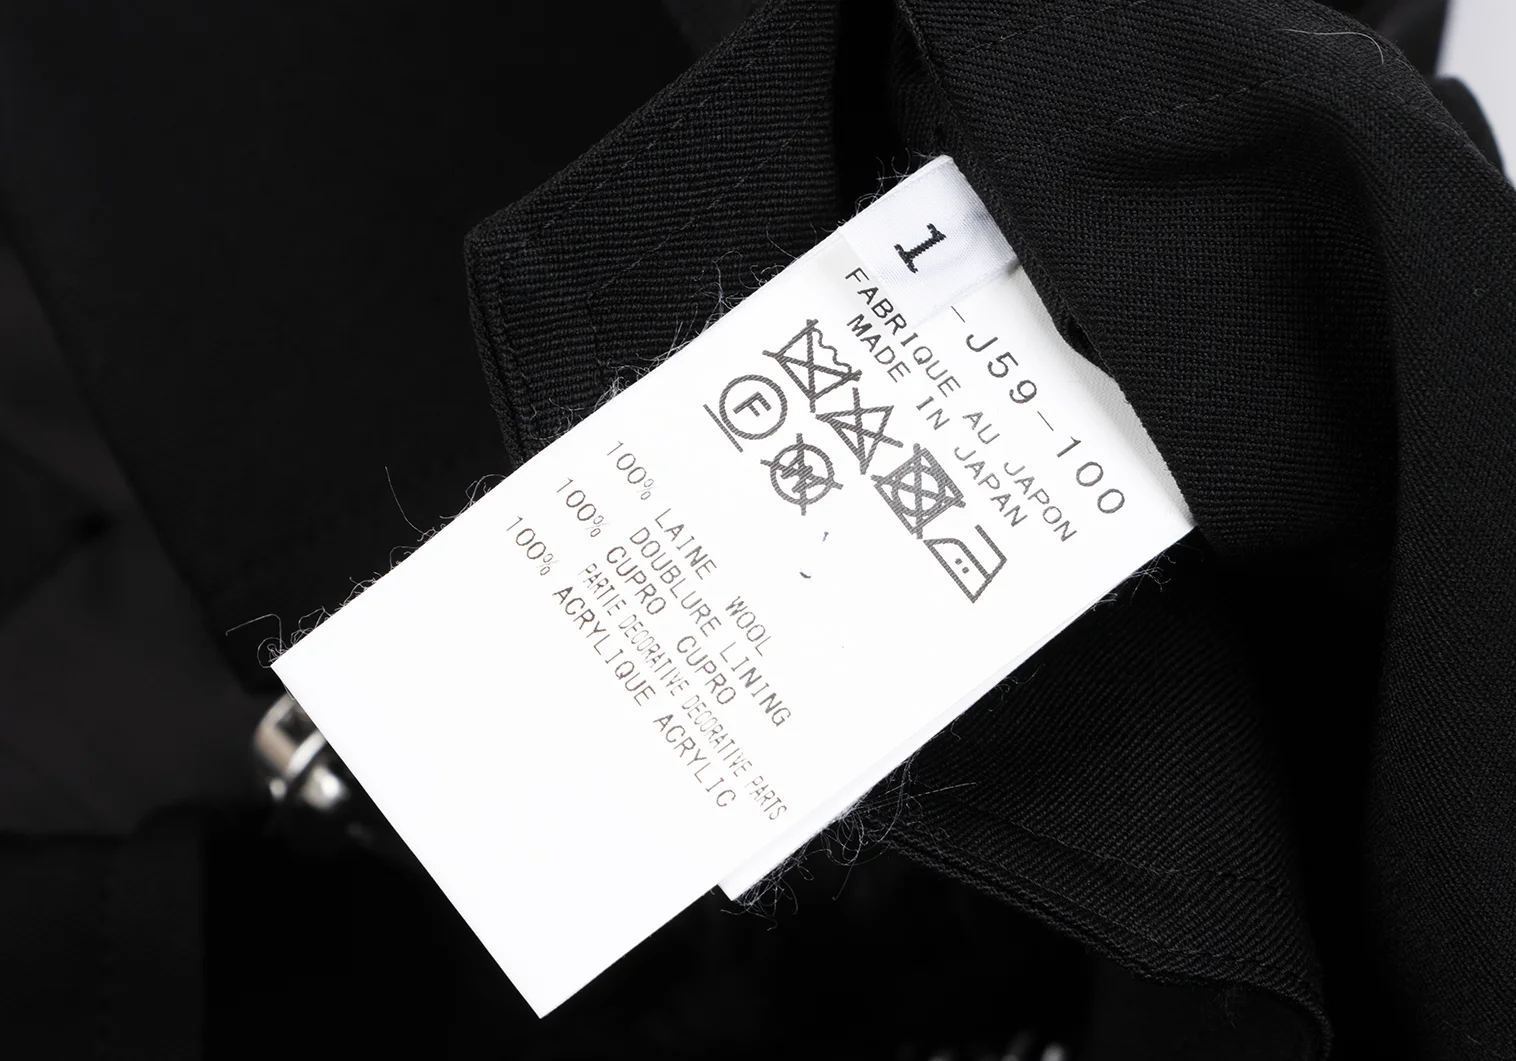 1
-J59-100
FABRIQUE AU JAPON
MADE IN JAPAN
F
W
100% LAINE WOOL
DOUBLURE LINING
100% CUPRO CUPRO
PARTIE DECORATIVE DECORATIVE PARTS
100% ACRYLIQUE ACRYLIC